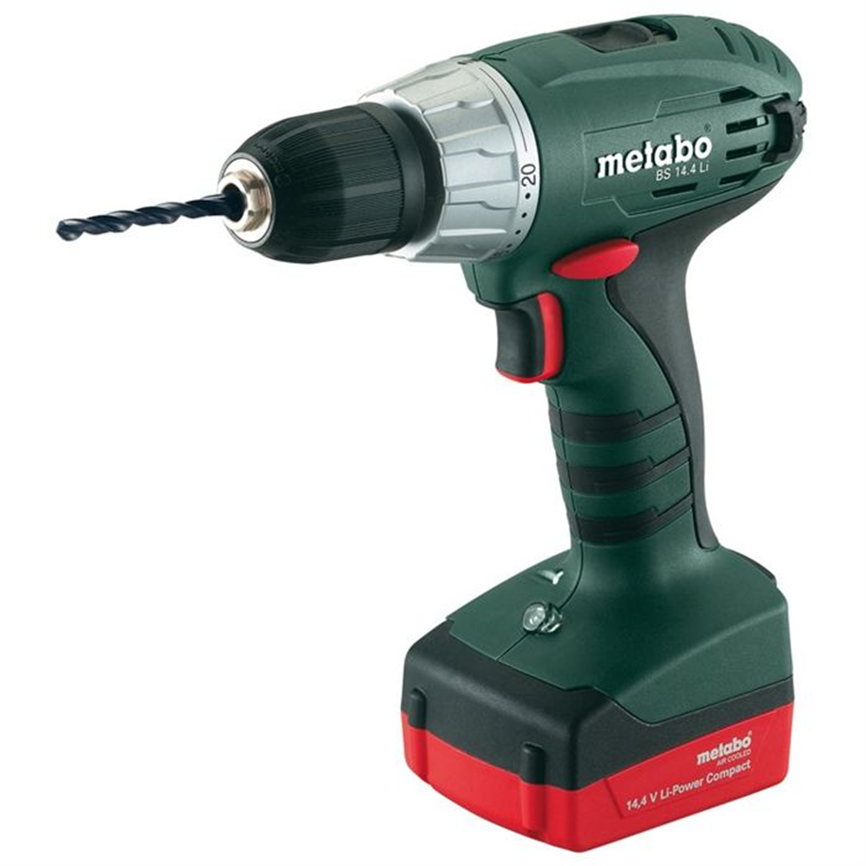 metabo®
BS 14.4 Li
20
metabo®
AIR COOLED
14,4 V Li-Power Compact